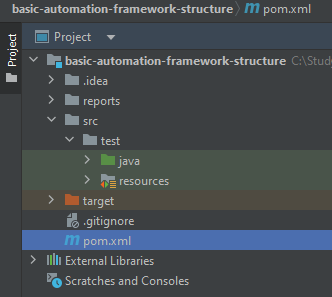 basic-automation-framework-structure 〉 pom.xml
Project
Project
basic-automation-framework-structure C:\Stud
.idea
reports
src
test
java
resources
target
.gitignore
pom.xml
External Libraries
Scratches and Consoles